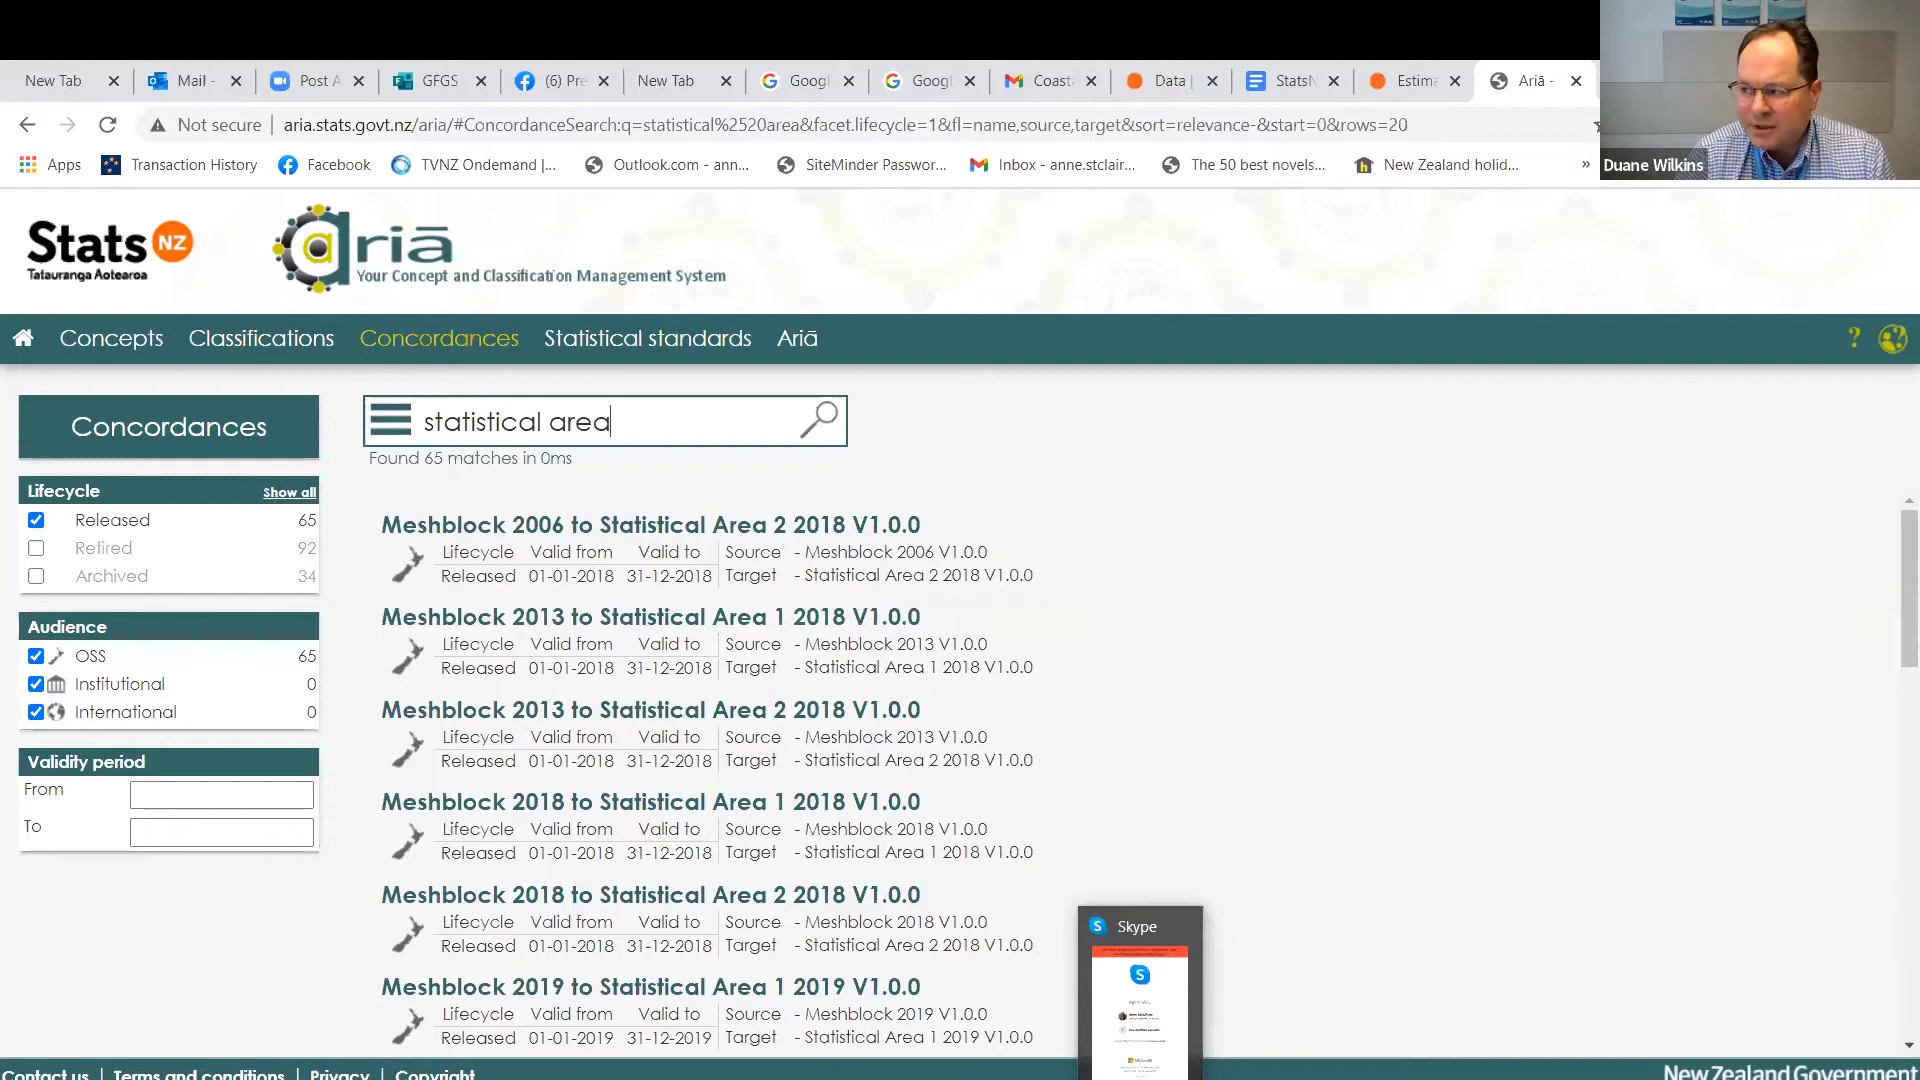 New Tab
Mail -
Post A
GFGS
(6) Pre
New Tab
Googl
Googl
Coasta
Data |
StatsN
Estima
Ariā -
Not secure
aria.stats.govt.nz/aria/#ConcordanceSearch:q=statistical%2520area&facet.lifecycle=1&fl=name,source,target&sort=relevance-&start=0&rows=20
Apps
Transaction History
Facebook
TVNZ Ondemand |...
Outlook.com - ann...
SiteMinder Passwor...
Inbox - anne.stclair...
The 50 best novels...
New Zealand holid...
»
Duane Wilkins
Stats NZ
Tatauranga Aotearoa
ariā
Your Concept and Classification Management System
Concepts
Classifications
Concordances
Statistical standards
Ariā
?
Concordances
Lifecycle Show all
Released 65
Retired 92
Archived 34
Audience
OSS 65
Institutional 0
International 0
Validity period
From
To
statistical area
Found 65 matches in 0ms
Meshblock 2006 to Statistical Area 2 2018 V1.0.0
Lifecycle Valid from Valid to Source - Meshblock 2006 V1.0.0
Released 01-01-2018 31-12-2018 Target - Statistical Area 2 2018 V1.0.0
Meshblock 2013 to Statistical Area 1 2018 V1.0.0
Lifecycle Valid from Valid to Source - Meshblock 2013 V1.0.0
Released 01-01-2018 31-12-2018 Target - Statistical Area 1 2018 V1.0.0
Meshblock 2013 to Statistical Area 2 2018 V1.0.0
Lifecycle Valid from Valid to Source - Meshblock 2013 V1.0.0
Released 01-01-2018 31-12-2018 Target - Statistical Area 2 2018 V1.0.0
Meshblock 2018 to Statistical Area 1 2018 V1.0.0
Lifecycle Valid from Valid to Source - Meshblock 2018 V1.0.0
Released 01-01-2018 31-12-2018 Target - Statistical Area 1 2018 V1.0.0
Meshblock 2018 to Statistical Area 2 2018 V1.0.0
Lifecycle Valid from Valid to Source - Meshblock 2018 V1.0.0
Released 01-01-2018 31-12-2018 Target - Statistical Area 2 2018 V1.0.0
Meshblock 2019 to Statistical Area 1 2019 V1.0.0
Lifecycle Valid from Valid to Source - Meshblock 2019 V1.0.0
Released 01-01-2019 31-12-2019 Target - Statistical Area 1 2019 V1.0.0
Skype
Contact us | Terms and conditions | Privacy | Copyright
New Zealand Government